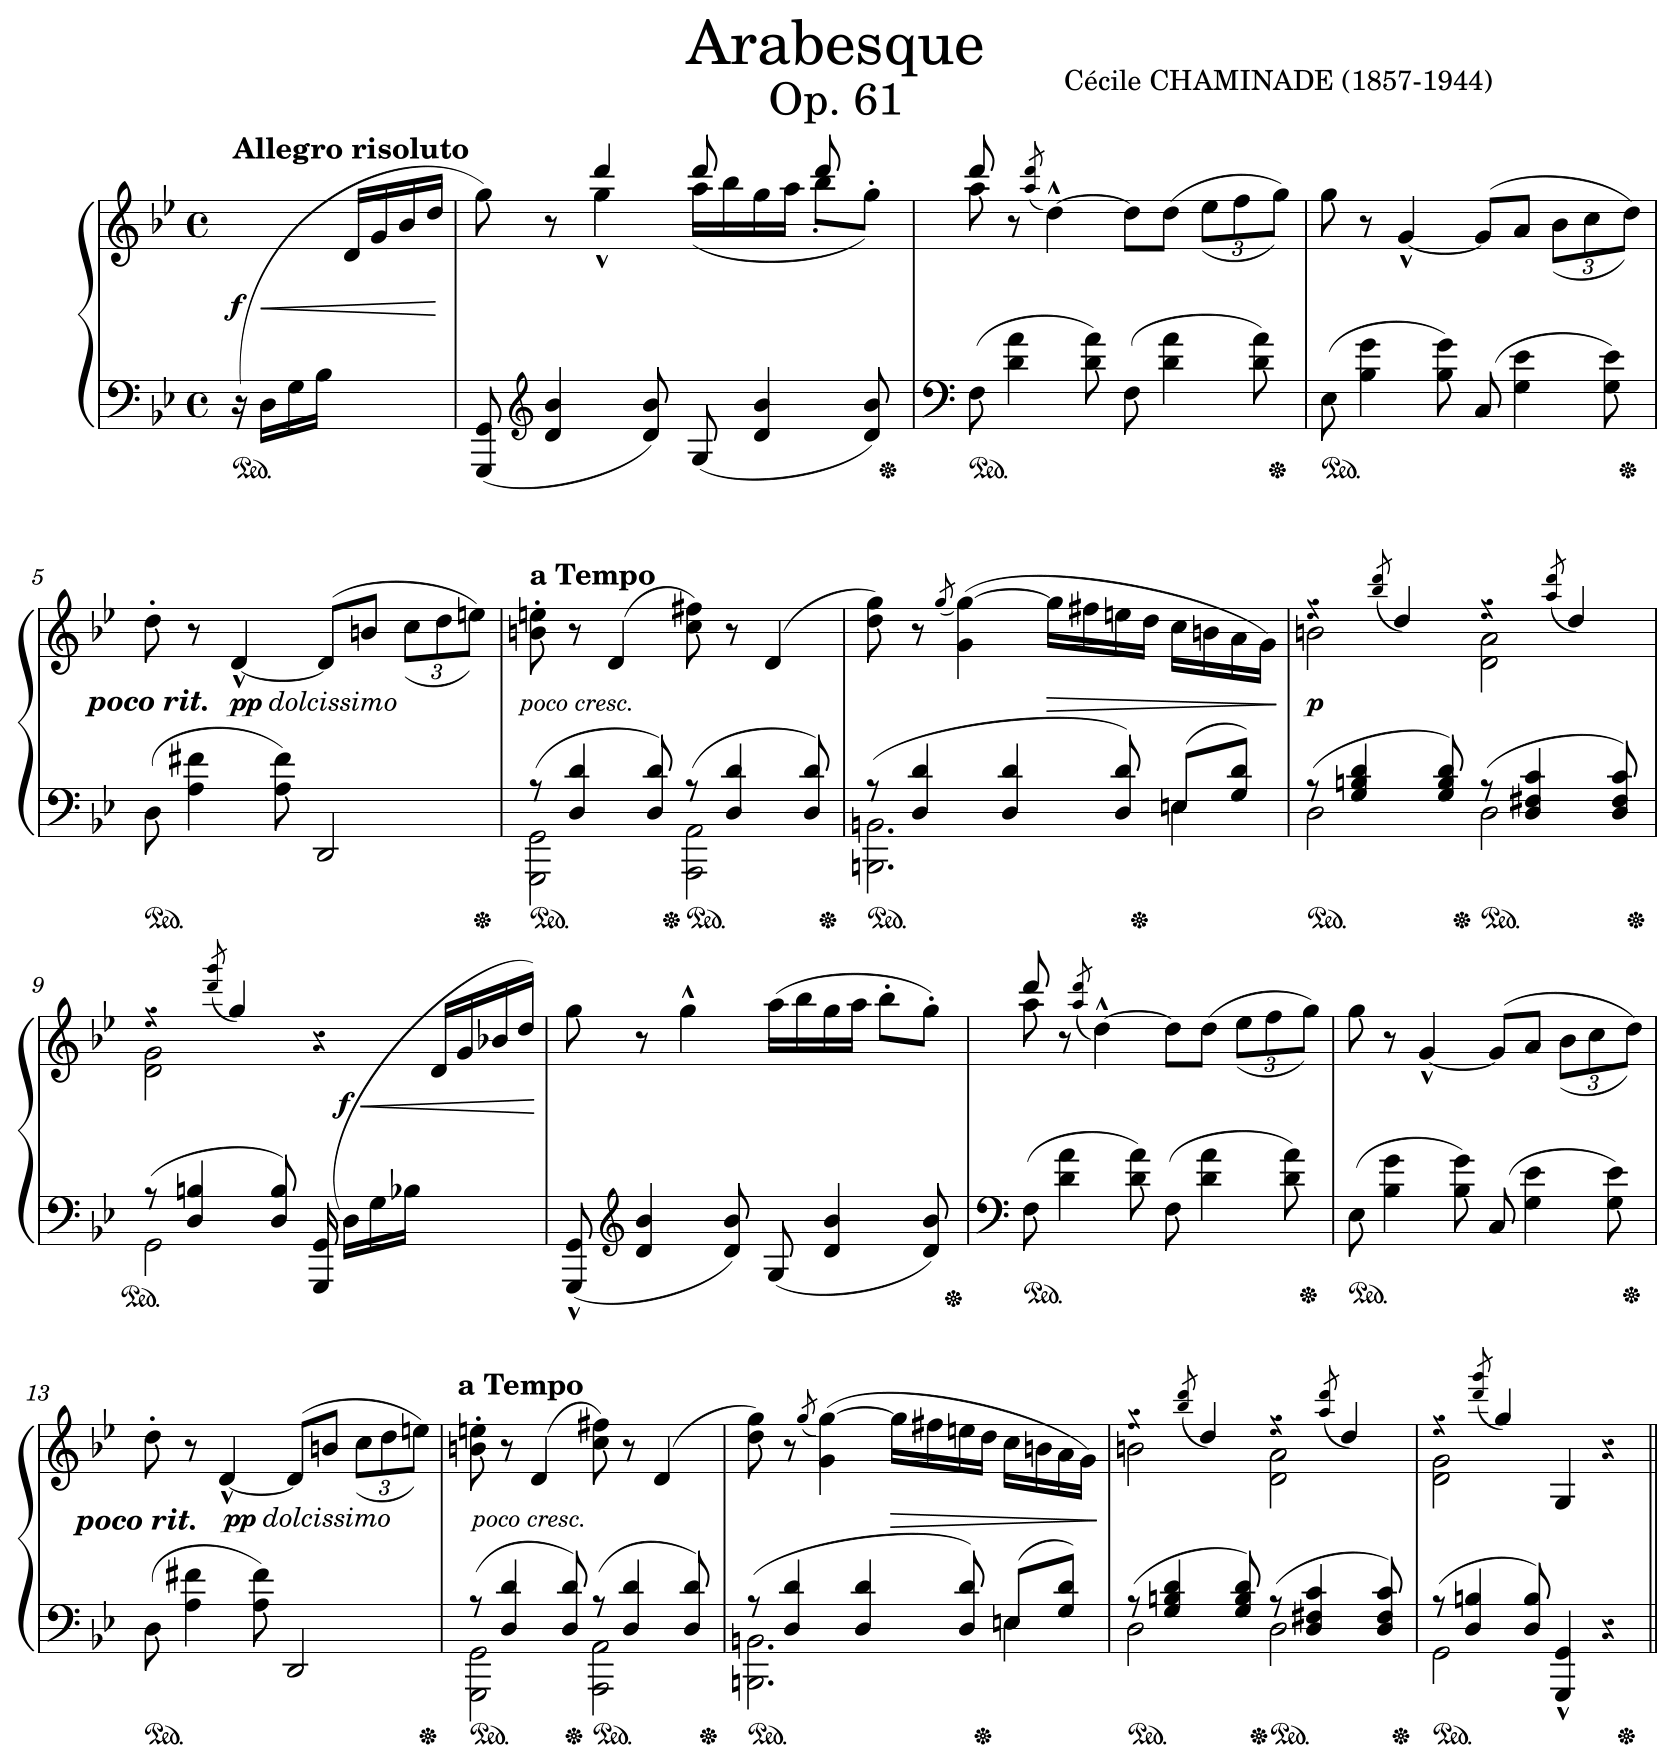 Arabesque
Op. 61
Cécile CHAMINADE (1857-1944)
Allegro risoluto
3 3
f
Ped. Ped. Ped.
5
a Tempo
3
poco rit. pp dolcissimo poco cresc. p
Ped. Ped. Ped. Ped. Ped. Ped.
9
3 3
f
Ped. Ped. Ped.
13
a Tempo
3
poco rit. pp dolcissimo poco cresc.
Ped. Ped. Ped. Ped. Ped. Ped. Ped.